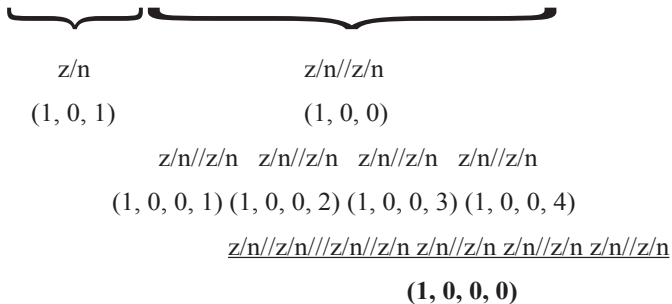 z/n z/n//z/n
(1, 0, 1) (1, 0, 0)
z/n//z/n z/n//z/n z/n//z/n z/n//z/n
(1, 0, 0, 1) (1, 0, 0, 2) (1, 0, 0, 3) (1, 0, 0, 4)
z/n//z/n///z/n//z/n z/n//z/n z/n//z/n z/n//z/n
(1, 0, 0, 0)